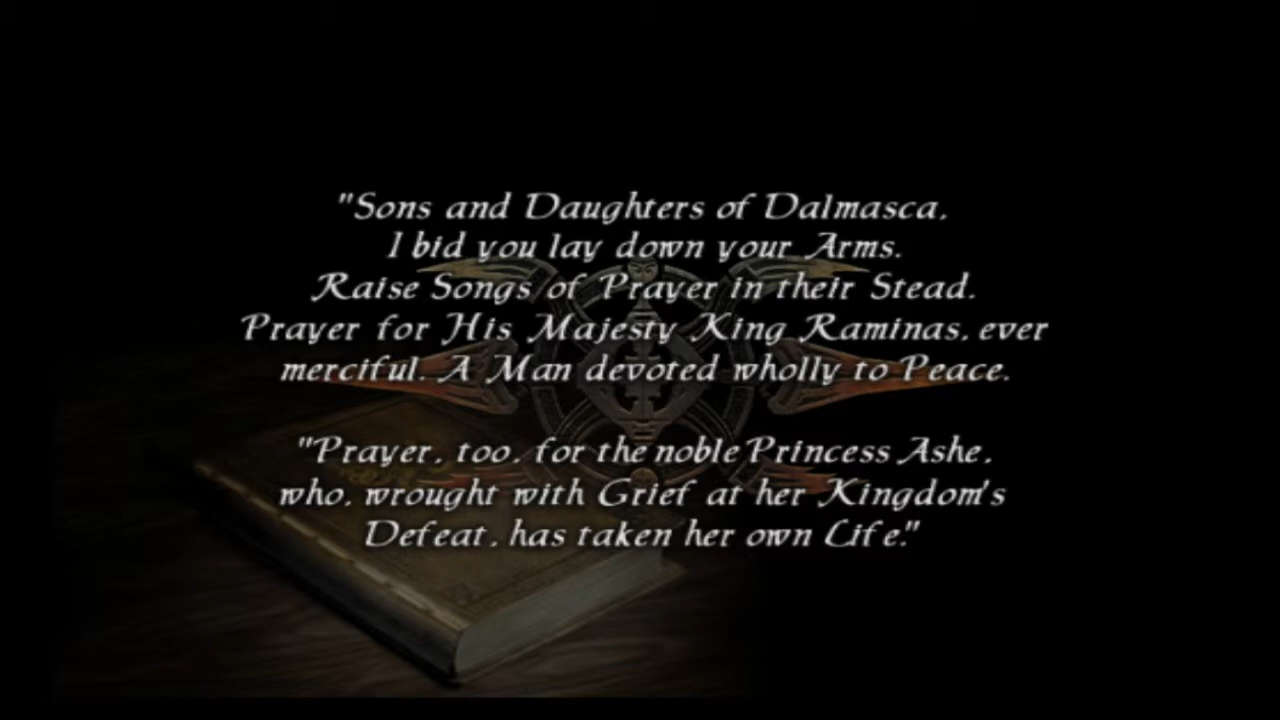 "Sons and Daughters of Dalmasca,
I bid you lay down your Arms.
Raise Songs of Prayer in their Stead.
Prayer for His Majesty King Raminas, ever
merciful. A Man devoted wholly to Peace.
"Prayer, too, for the noble Princess Ashe,
who, wrought with Grief at her Kingdom's
Defeat, has taken her own Life."